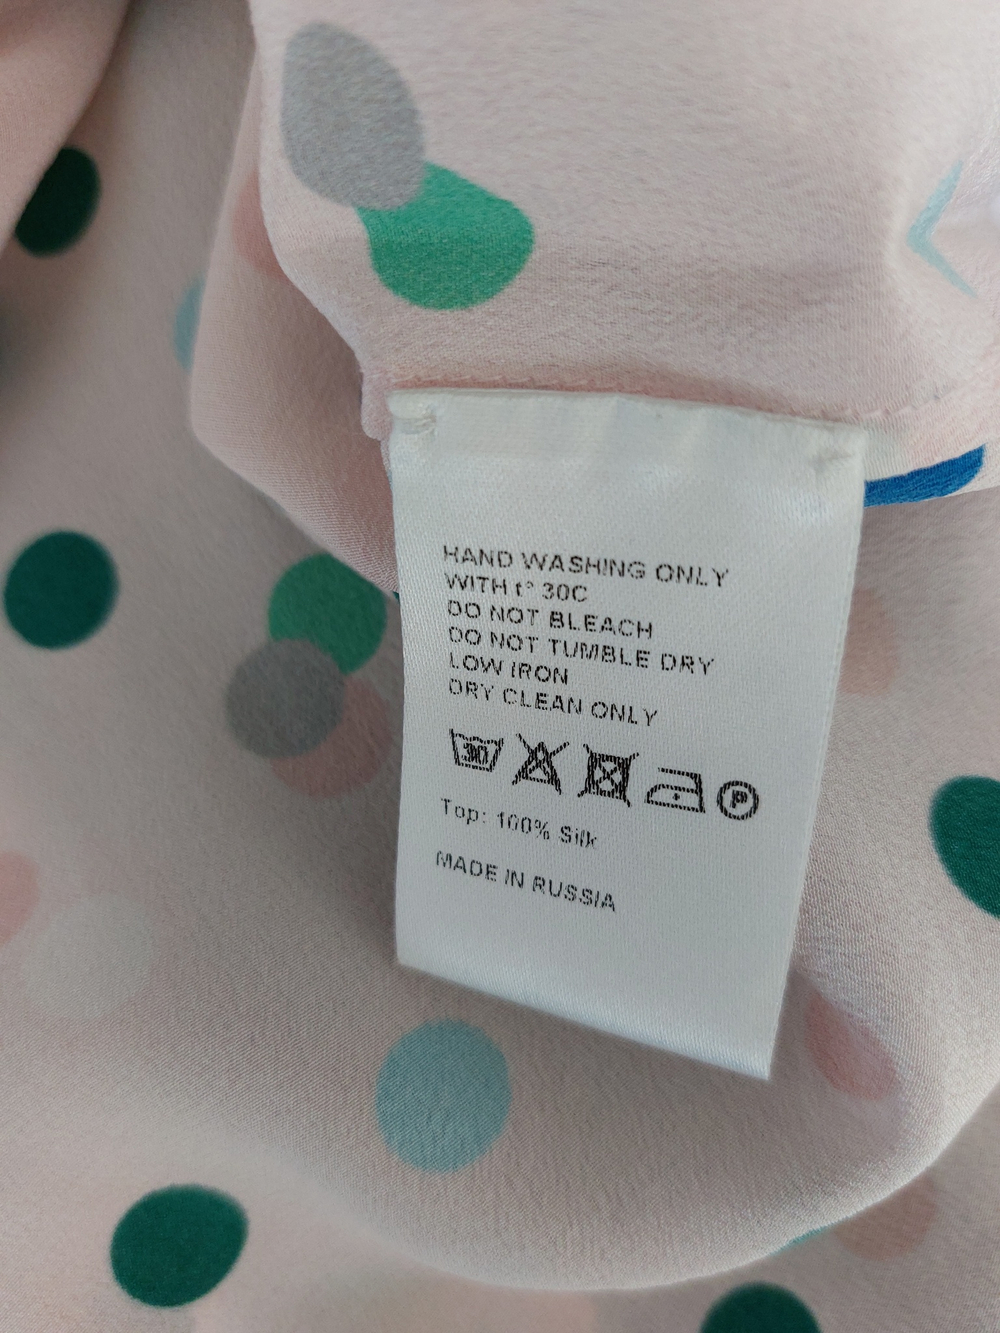 HAND WASHING ONLY
WITH t° 30C
DO NOT BLEACH
DO NOT TUMBLE DRY
LOW IRON
DRY CLEAN ONLY
30 P
Top: 100% Silk
MADE IN RUSSIA